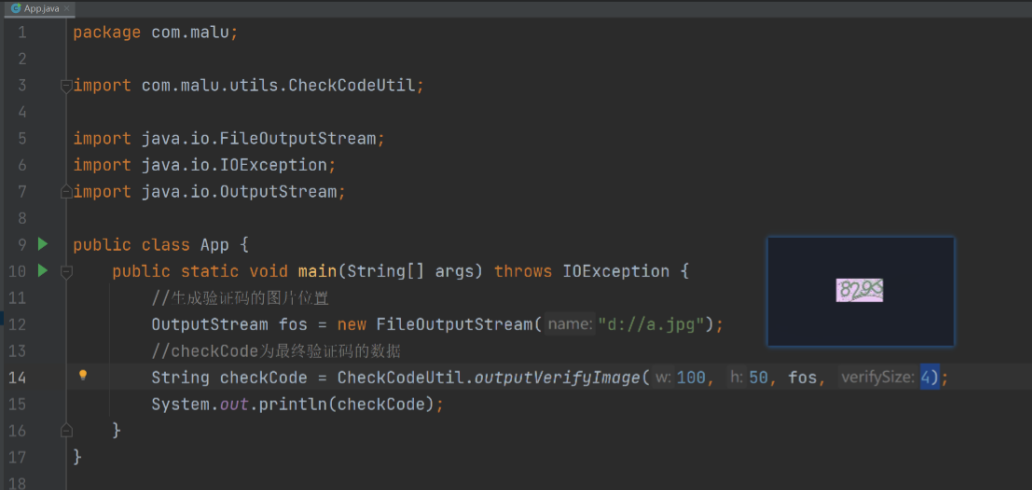 App.java
1 package com.malu;
2
3 import com.malu.utils.CheckCodeUtil;
4
5 import java.io.FileOutputStream;
6 import java.io.IOException;
7 import java.io.OutputStream;
8
9 public class App {
10 public static void main(String[] args) throws IOException {
11 //生成验证码的图片位置
12 OutputStream fos = new FileOutputStream( name: "d://a.jpg");
13 //checkCode为最终验证码的数据
14 String checkCode = CheckCodeUtil.outputVerifyImage( w: 100, h: 50, fos, verifySize: 4);
15 System.out.println(checkCode);
16 }
17 }
18